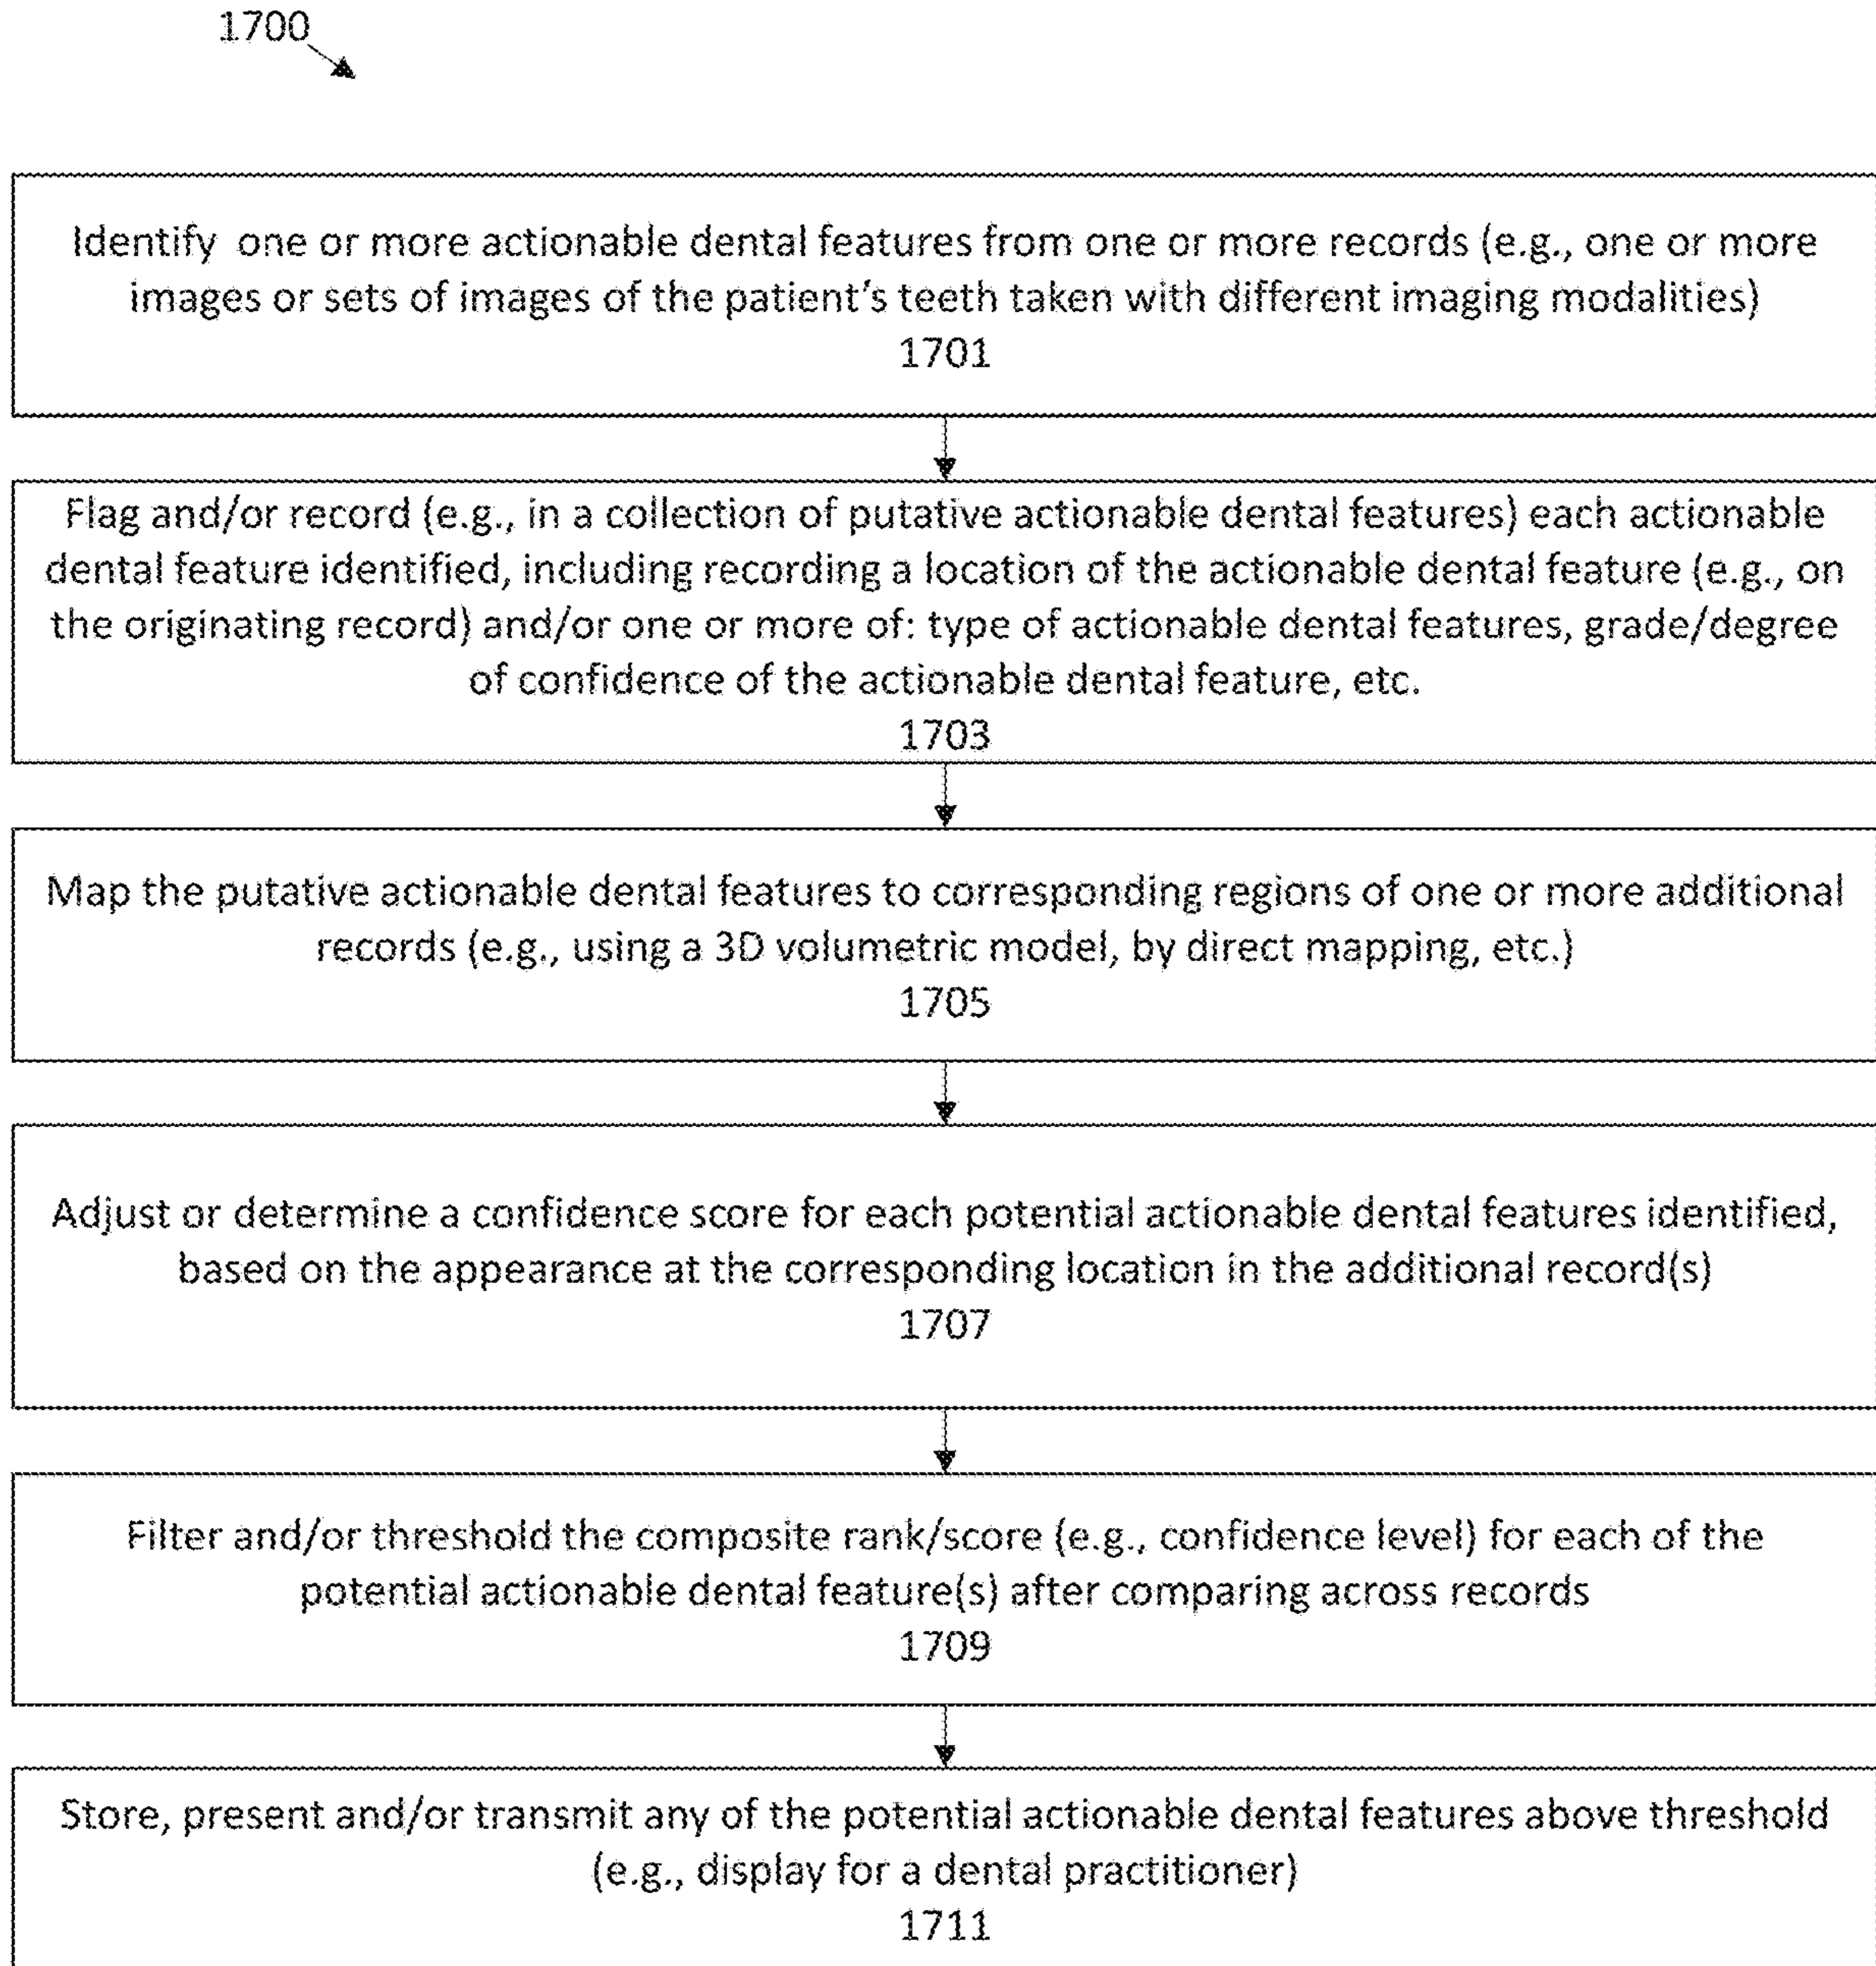 1700
Identify one or more actionable dental features from one or more records (e.g., one or more
images or sets of images of the patient's teeth taken with different imaging modalities)
1701
Flag and/or record (e.g., in a collection of putative actionable dental features) each actionable
dental feature identified, including recording a location of the actionable dental feature (e.g., on
the originating record) and/or one or more of: type of actionable dental features, grade/degree
of confidence of the actionable dental feature, etc.
1703
Map the putative actionable dental features to corresponding regions of one or more additional
records (e.g., using a 3D volumetric model, by direct mapping, etc.)
1705
Adjust or determine a confidence score for each potential actionable dental features identified,
based on the appearance at the corresponding location in the additional record(s)
1707
Filter and/or threshold the composite rank/score (e.g., confidence level) for each of the
potential actionable dental feature(s) after comparing across records
1709
Store, present and/or transmit any of the potential actionable dental features above threshold
(e.g., display for a dental practitioner)
1711